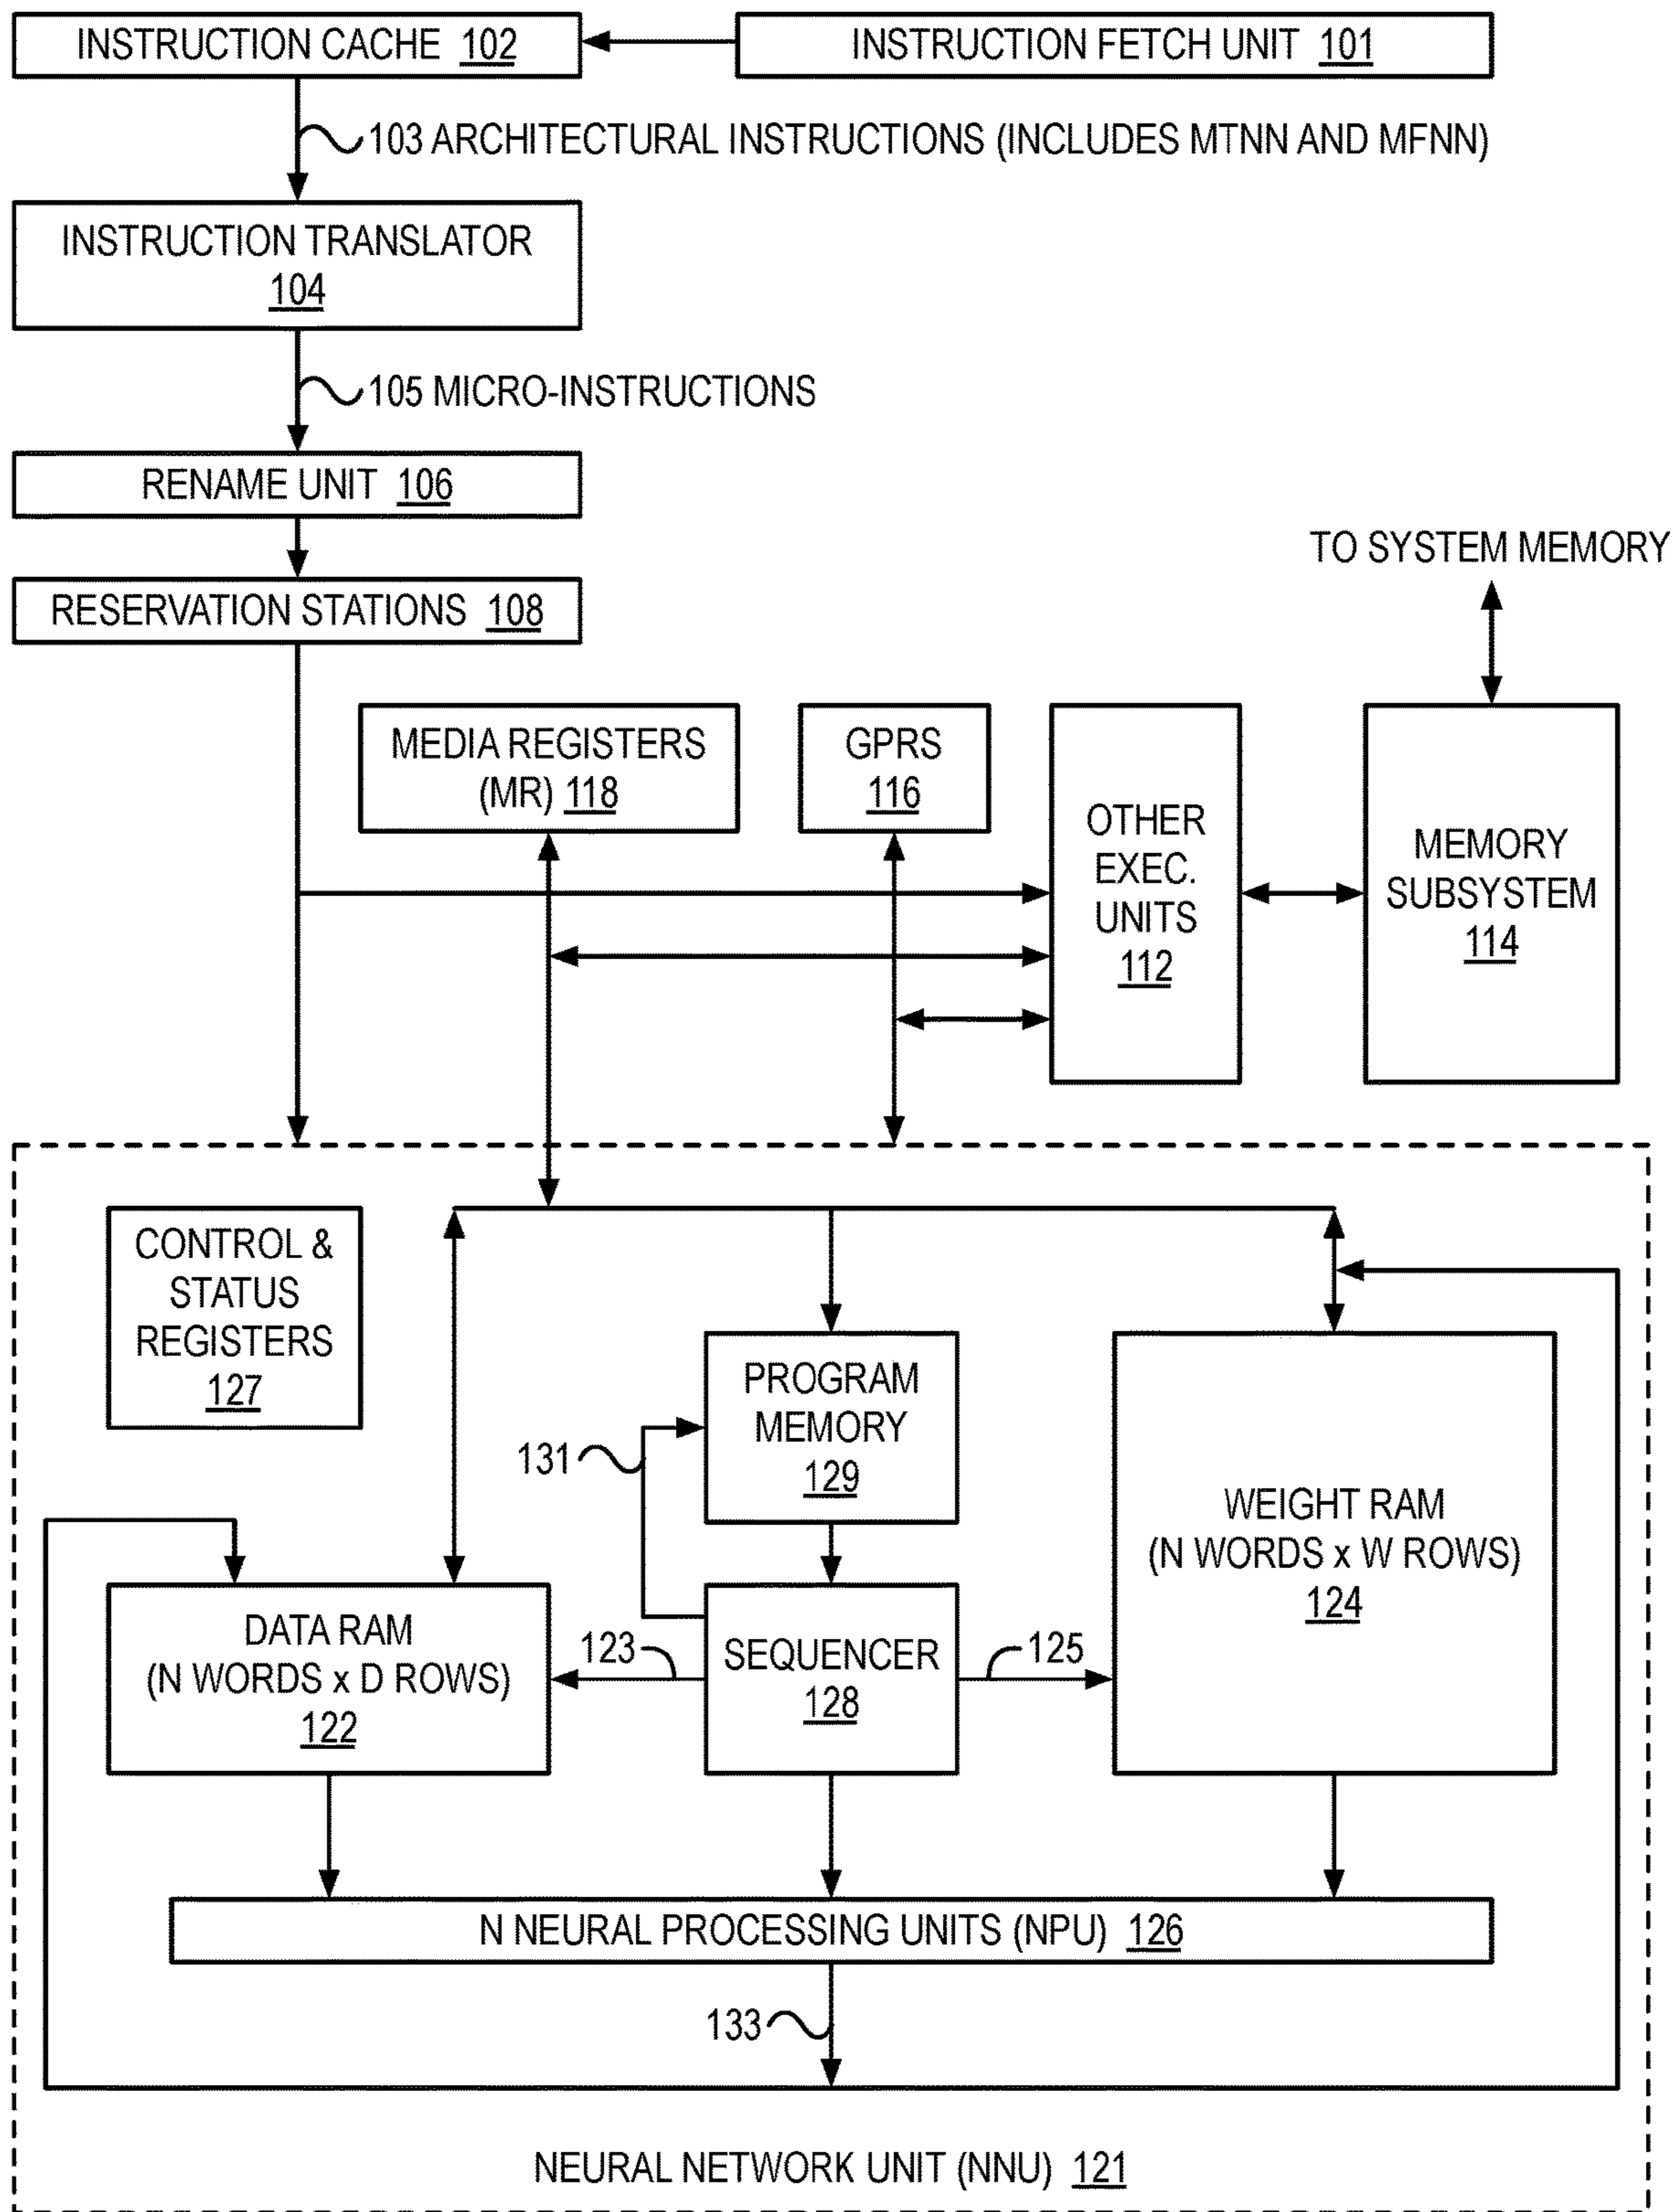 INSTRUCTION CACHE 102
INSTRUCTION FETCH UNIT 101
103 ARCHITECTURAL INSTRUCTIONS (INCLUDES MTNN AND MFNN)
INSTRUCTION TRANSLATOR
104
105 MICRO-INSTRUCTIONS
RENAME UNIT 106
TO SYSTEM MEMORY
RESERVATION STATIONS 108
MEDIA REGISTERS
(MR) 118
GPRS
116
OTHER
EXEC.
UNITS
112
MEMORY
SUBSYSTEM
114
CONTROL &
STATUS
REGISTERS
127
PROGRAM
MEMORY
129
131
WEIGHT RAM
(N WORDS x W ROWS)
124
DATA RAM
(N WORDS x D ROWS)
122
123
SEQUENCER
128
125
N NEURAL PROCESSING UNITS (NPU) 126
133
NEURAL NETWORK UNIT (NNU) 121